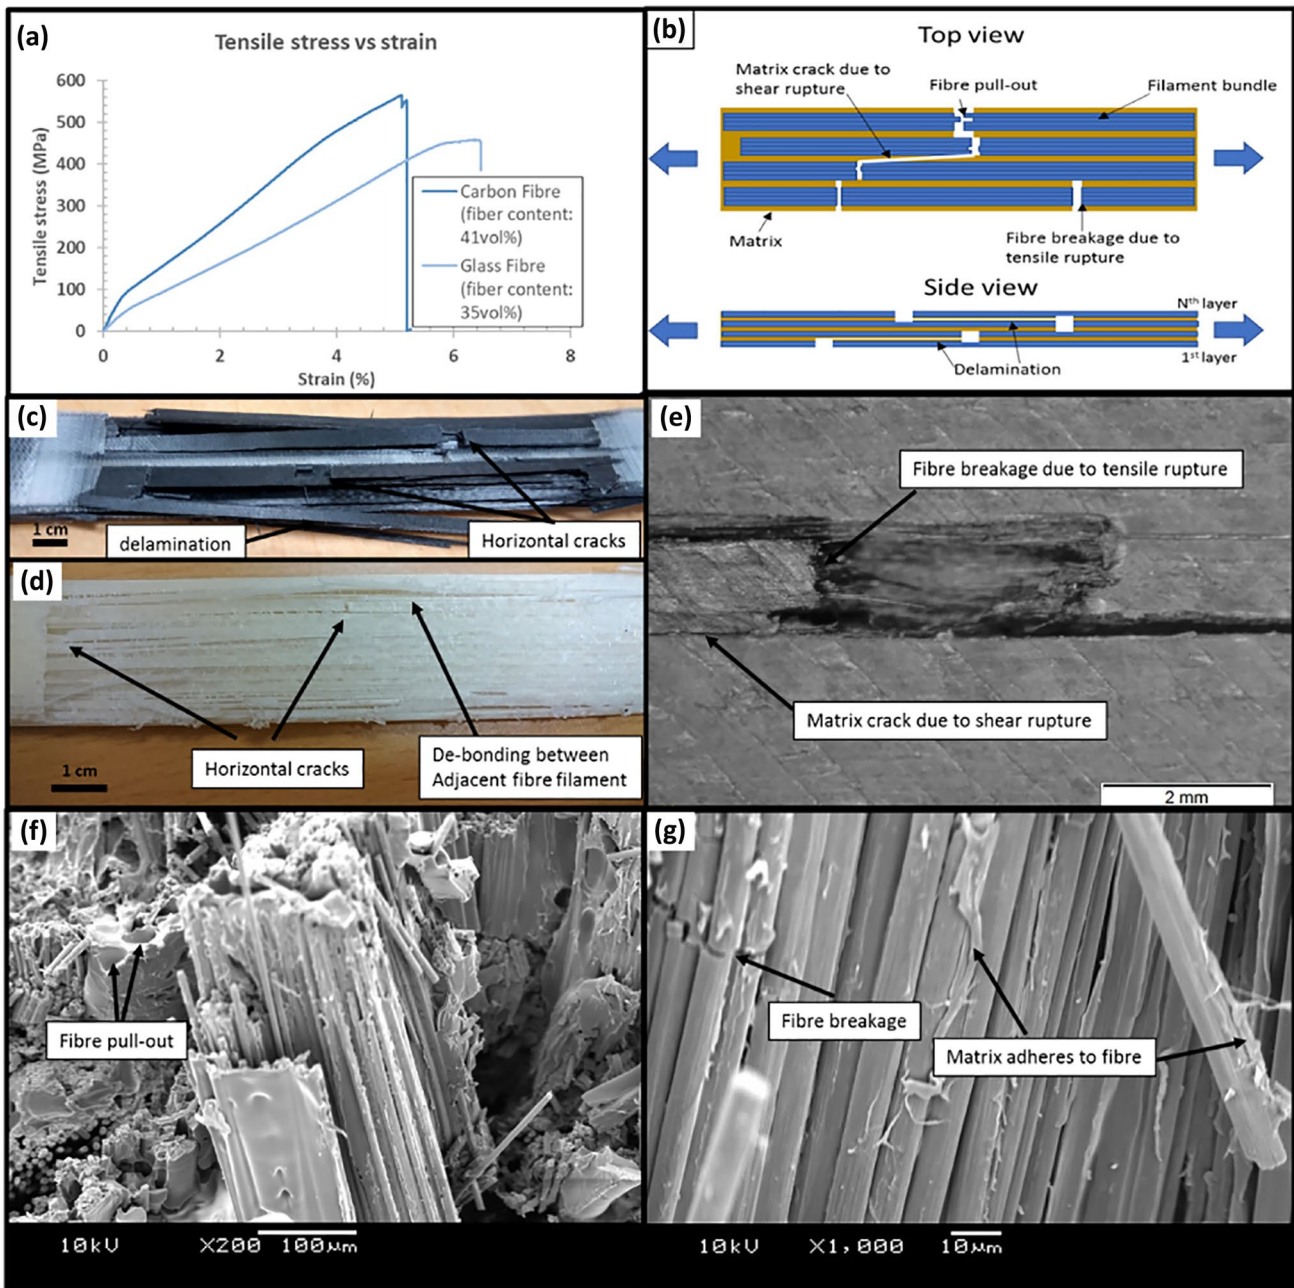 (a)
Tensile stress vs strain
Tensile stress (MPa)
600
500
400
300
200
100
0
0
2
4
6
8
Strain (%)
Carbon Fibre
(fiber content:
41vol%)
Glass Fibre
(fiber content:
35vol%)
(b)
Top view
Matrix crack due to
shear rupture
Fibre pull-out
Filament bundle
Matrix
Fibre breakage due to
tensile rupture
Side view
Nth layer
1st layer
Delamination
(c)
1 cm
delamination
Horizontal cracks
(d)
1 cm
Horizontal cracks
De-bonding between
Adjacent fibre filament
(e)
Fibre breakage due to tensile rupture
Matrix crack due to shear rupture
2 mm
(f)
Fibre pull-out
10kV X200 100μm
(g)
Fibre breakage
Matrix adheres to fibre
10kV X1,000 10μm